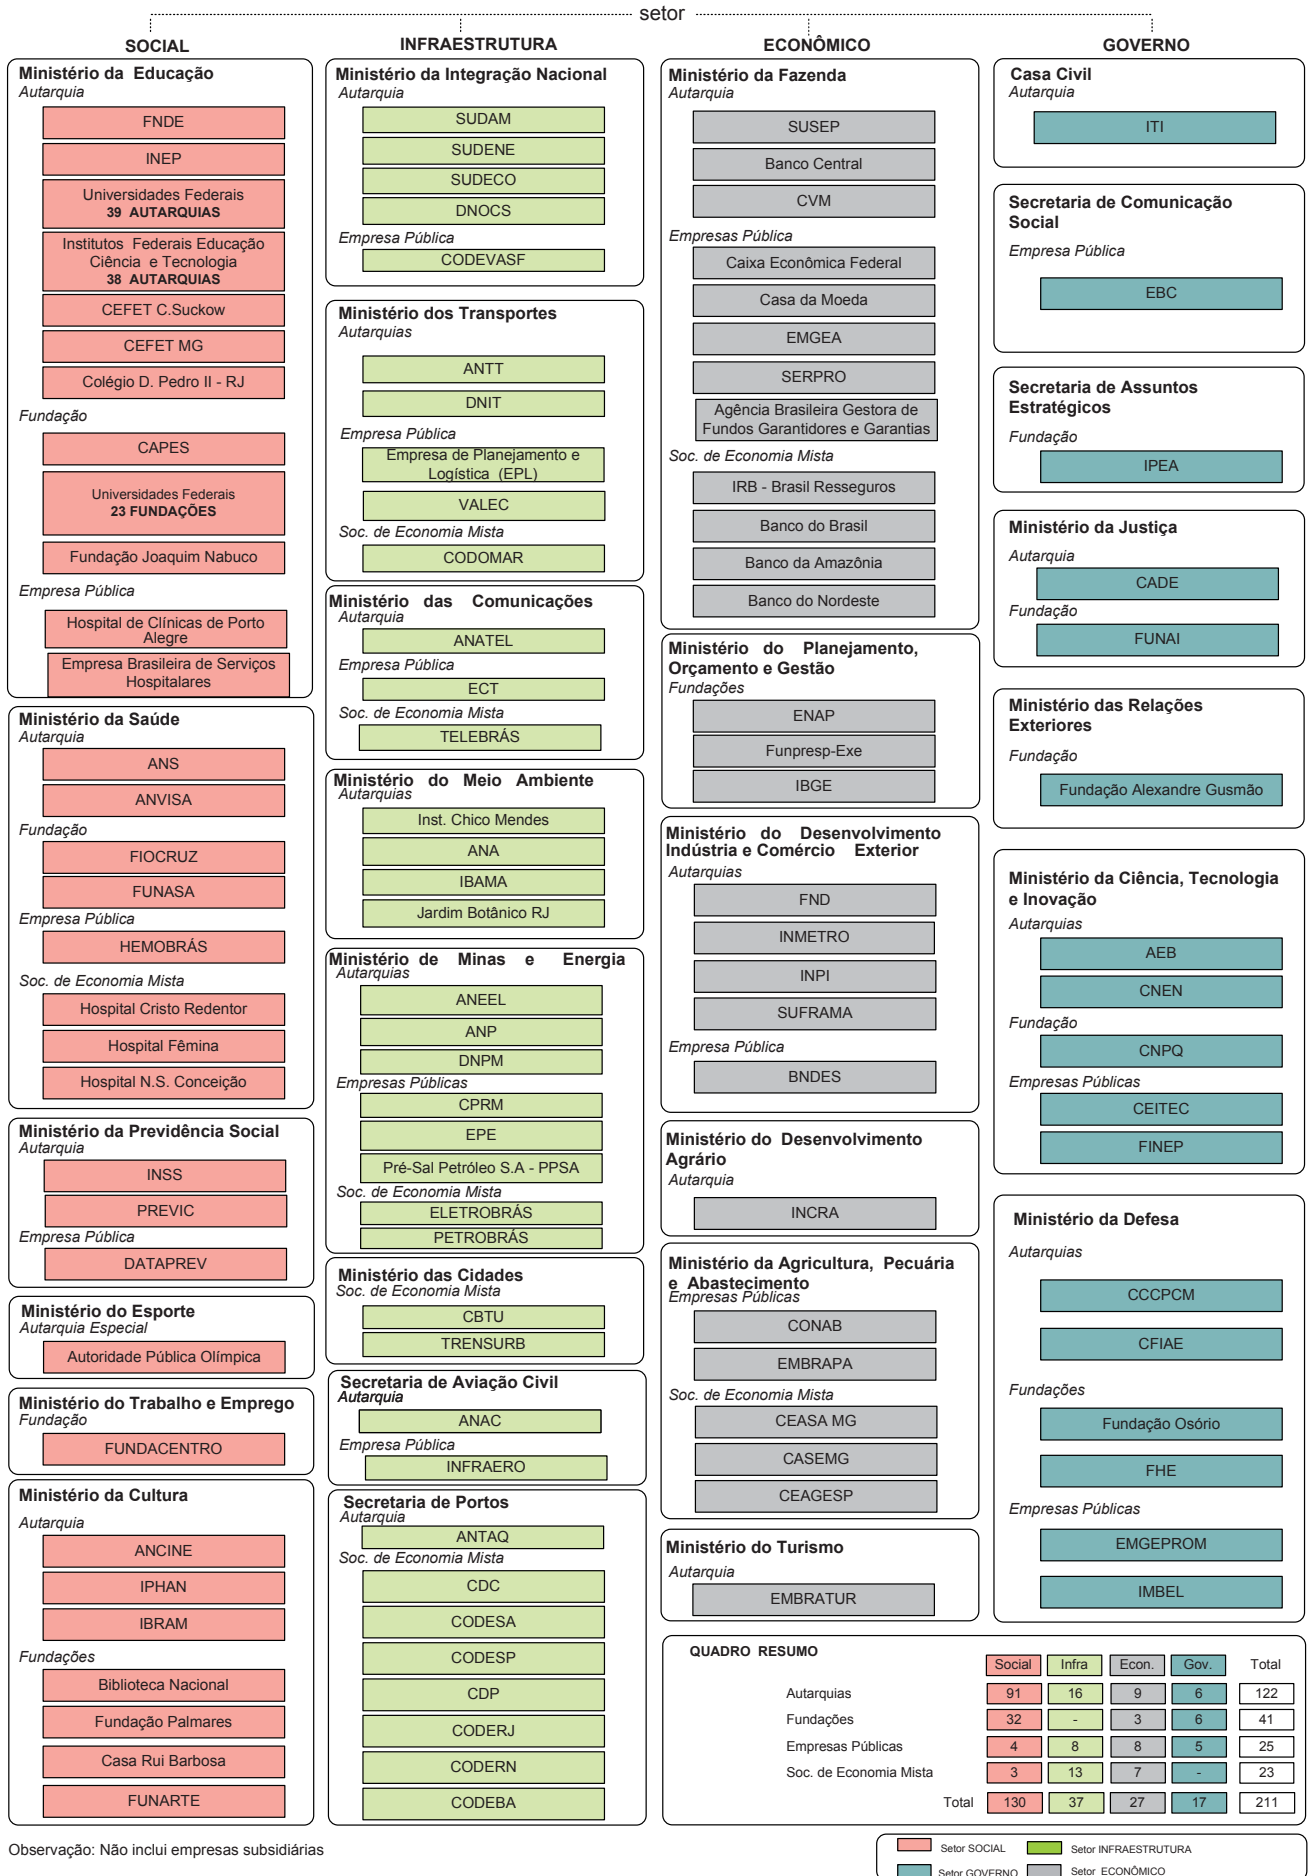 setor
SOCIAL
Ministério da Educação
Autarquia
FNDE
INEP
Universidades Federais
39 AUTARQUIAS
Institutos Federais Educação
Ciência e Tecnologia
38 AUTARQUIAS
CEFET C.Suckow
CEFET MG
Colégio D. Pedro II - RJ
Fundação
CAPES
Universidades Federais
23 FUNDAÇÕES
Fundação Joaquim Nabuco
Empresa Pública
Hospital de Clínicas de Porto
Alegre
Empresa Brasileira de Serviços
Hospitalares
Ministério da Saúde
Autarquia
ANS
ANVISA
Fundação
FIOCRUZ
FUNASA
Empresa Pública
HEMOBRÁS
Soc. de Economia Mista
Hospital Cristo Redentor
Hospital Fêmina
Hospital N.S. Conceição
Ministério da Previdência Social
Autarquia
INSS
PREVIC
Empresa Pública
DATAPREV
Ministério do Esporte
Autarquia Especial
Autoridade Pública Olímpica
Ministério do Trabalho e Emprego
Fundação
FUNDACENTRO
Ministério da Cultura
Autarquia
ANCINE
IPHAN
IBRAM
Fundações
Biblioteca Nacional
Fundação Palmares
Casa Rui Barbosa
FUNARTE
INFRAESTRUTURA
Ministério da Integração Nacional
Autarquia
SUDAM
SUDENE
SUDECO
DNOCS
Empresa Pública
CODEVASF
Ministério dos Transportes
Autarquias
ANTT
DNIT
Empresa Pública
Empresa de Planejamento e
Logística (EPL)
VALEC
Soc. de Economia Mista
CODOMAR
Ministério das Comunicações
Autarquia
ANATEL
Empresa Pública
ECT
Soc. de Economia Mista
TELEBRÁS
Ministério do Meio Ambiente
Autarquias
Inst. Chico Mendes
ANA
IBAMA
Jardim Botânico RJ
Ministério de Minas e Energia
Autarquias
ANEEL
ANP
DNPM
Empresas Públicas
CPRM
EPE
Pré-Sal Petróleo S.A - PPSA
Soc. de Economia Mista
ELETROBRÁS
PETROBRÁS
Ministério das Cidades
Soc. de Economia Mista
CBTU
TRENSURB
Secretaria de Aviação Civil
Autarquia
ANAC
Empresa Pública
INFRAERO
Secretaria de Portos
Autarquia
ANTAQ
Soc. de Economia Mista
CDC
CODESA
CODESP
CDP
CODERJ
CODERN
CODEBA
ECONÔMICO
Ministério da Fazenda
Autarquia
SUSEP
Banco Central
CVM
Empresas Pública
Caixa Econômica Federal
Casa da Moeda
EMGEA
SERPRO
Agência Brasileira Gestora de
Fundos Garantidores e Garantias
Soc. de Economia Mista
IRB - Brasil Resseguros
Banco do Brasil
Banco da Amazônia
Banco do Nordeste
Ministério do Planejamento,
Orçamento e Gestão
Fundações
ENAP
Funpresp-Exe
IBGE
Ministério do Desenvolvimento
Indústria e Comércio Exterior
Autarquias
FND
INMETRO
INPI
SUFRAMA
Empresa Pública
BNDES
Ministério do Desenvolvimento
Agrário
Autarquia
INCRA
Ministério da Agricultura, Pecuária
e Abastecimento
Empresas Públicas
CONAB
EMBRAPA
Soc. de Economia Mista
CEASA MG
CASEMG
CEAGESP
Ministério do Turismo
Autarquia
EMBRATUR
GOVERNO
Casa Civil
Autarquia
ITI
Secretaria de Comunicação
Social
Empresa Pública
EBC
Secretaria de Assuntos
Estratégicos
Fundação
IPEA
Ministério da Justiça
Autarquia
CADE
Fundação
FUNAI
Ministério das Relações
Exteriores
Fundação
Fundação Alexandre Gusmão
Ministério da Ciência, Tecnologia
e Inovação
Autarquias
AEB
CNEN
Fundação
CNPQ
Empresas Públicas
CEITEC
FINEP
Ministério da Defesa
Autarquias
CCCPCM
CFIAE
Fundações
Fundação Osório
FHE
Empresas Públicas
EMGEPROM
IMBEL
QUADRO RESUMO
Social Infra Econ. Gov. Total
Autarquias 91 16 9 6 122
Fundações 32 - 3 6 41
Empresas Públicas 4 8 8 5 25
Soc. de Economia Mista 3 13 7 - 23
Total 130 37 27 17 211
Observação: Não inclui empresas subsidiárias
Setor SOCIAL Setor INFRAESTRUTURA
Setor GOVERNO Setor ECONÔMICO